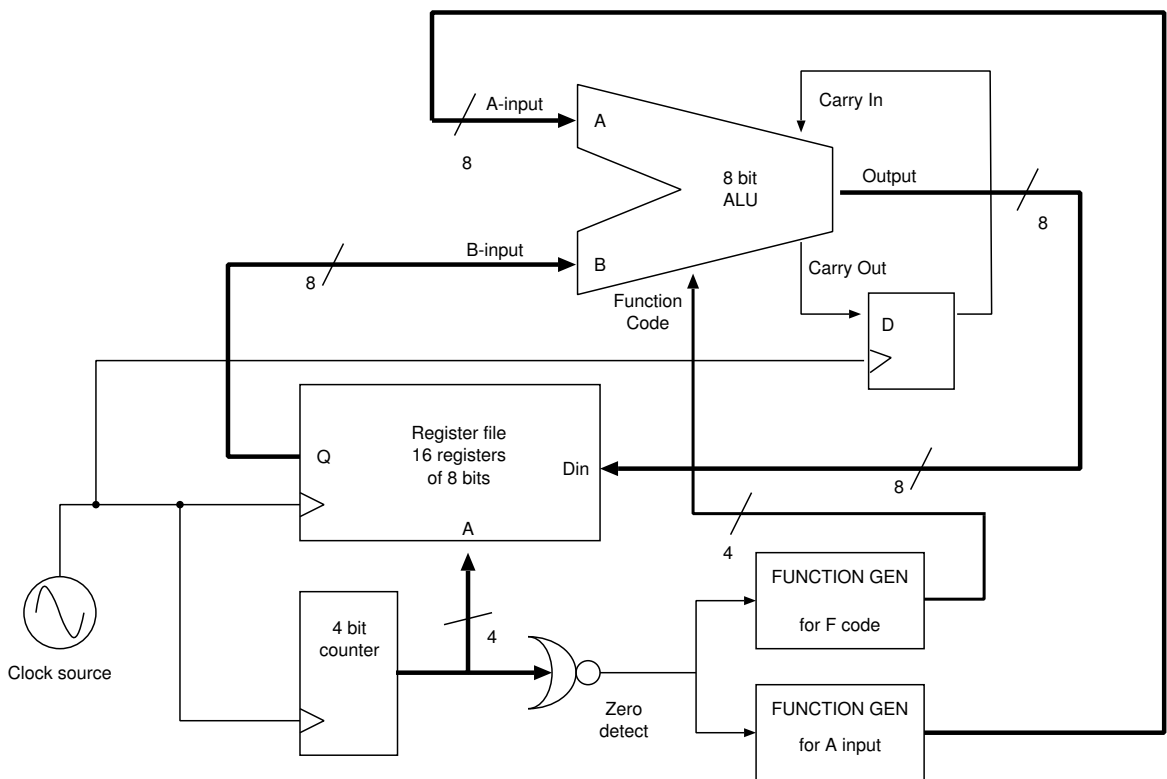 A-input
8
A
Carry In
8 bit
ALU
Output
8
B-input
8
B
Carry Out
Function
Code
D
Register file
16 registers
of 8 bits
Q
Din
8
A
4
4 bit
counter
4
Clock source
Zero
detect
FUNCTION GEN
for F code
FUNCTION GEN
for A input